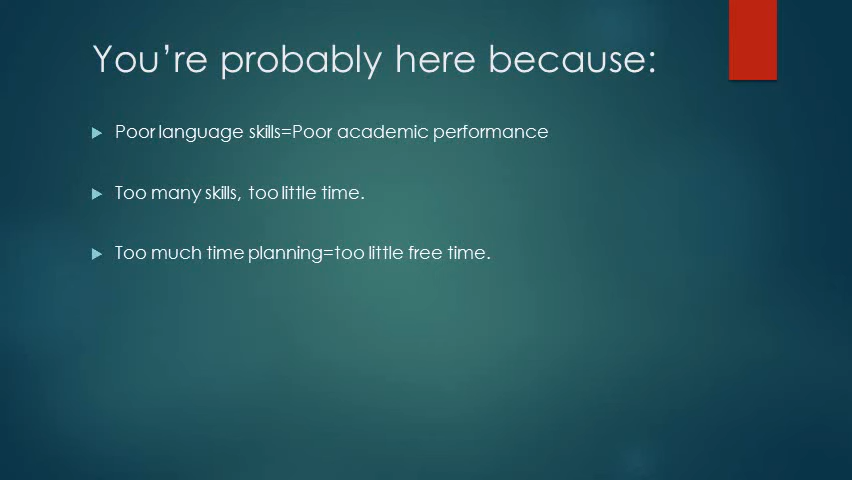 You’re probably here because:
Poor language skills=Poor academic performance
Too many skills, too little time.
Too much time planning=too little free time.